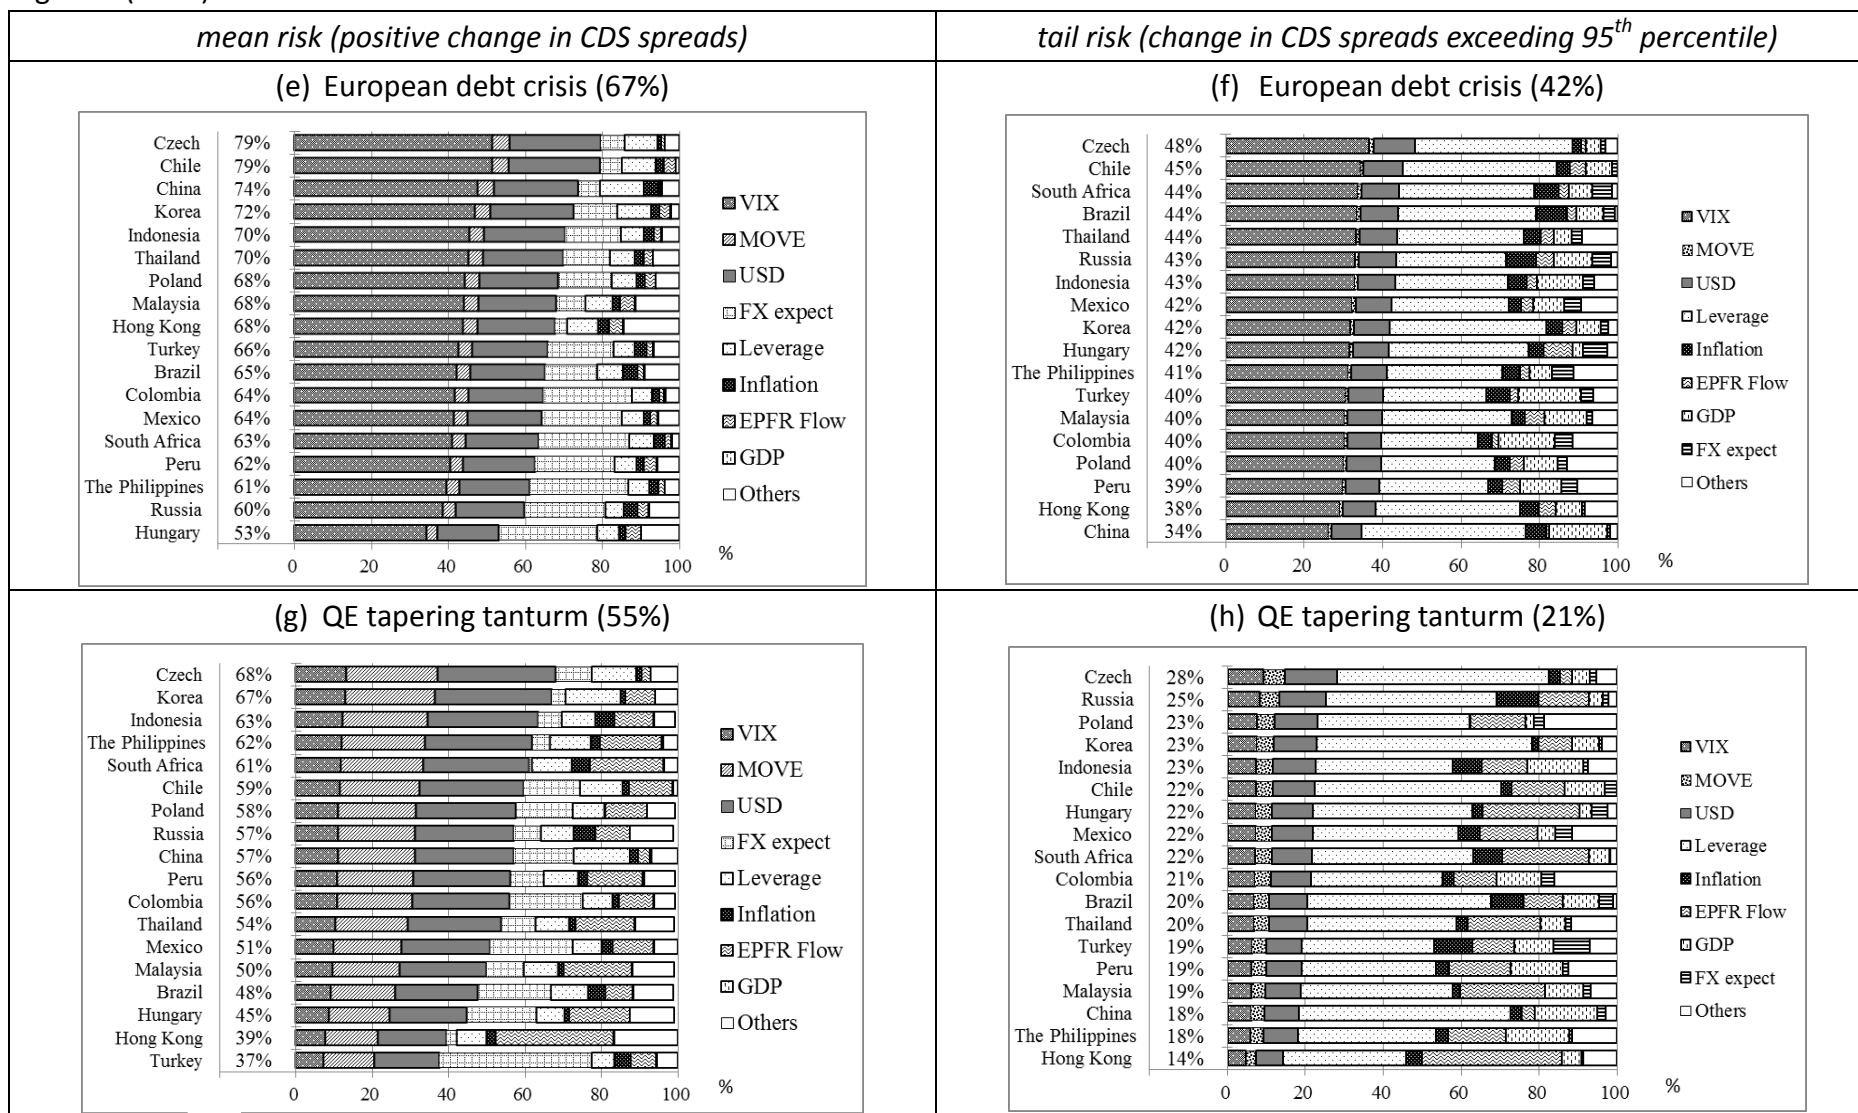 mean risk (positive change in CDS spreads)
tail risk (change in CDS spreads exceeding 95th percentile)
(e) European debt crisis (67%)
Czech 79%
Chile 79%
China 74%
Korea 72%
Indonesia 70%
Thailand 70%
Poland 68%
Malaysia 68%
Hong Kong 68%
Turkey 66%
Brazil 65%
Colombia 64%
Mexico 64%
South Africa 63%
Peru 62%
The Philippines 61%
Russia 60%
Hungary 53%
0 20 40 60 80 100 %
VIX
MOVE
USD
FX expect
Leverage
Inflation
EPFR Flow
GDP
Others
(f) European debt crisis (42%)
Czech 48%
Chile 45%
South Africa 44%
Brazil 44%
Thailand 44%
Russia 43%
Indonesia 43%
Mexico 42%
Korea 42%
Hungary 42%
The Philippines 41%
Turkey 40%
Malaysia 40%
Colombia 40%
Poland 40%
Peru 39%
Hong Kong 38%
China 34%
0 20 40 60 80 100 %
VIX
MOVE
USD
Leverage
Inflation
EPFR Flow
GDP
FX expect
Others
(g) QE tapering tanturm (55%)
Czech 68%
Korea 67%
Indonesia 63%
The Philippines 62%
South Africa 61%
Chile 59%
Poland 58%
Russia 57%
China 57%
Peru 56%
Colombia 56%
Thailand 54%
Mexico 51%
Malaysia 50%
Brazil 48%
Hungary 45%
Hong Kong 39%
Turkey 37%
0 20 40 60 80 100 %
VIX
MOVE
USD
FX expect
Leverage
Inflation
EPFR Flow
GDP
Others
(h) QE tapering tanturm (21%)
Czech 28%
Russia 25%
Poland 23%
Korea 23%
Indonesia 23%
Chile 22%
Hungary 22%
Mexico 22%
South Africa 22%
Colombia 21%
Brazil 20%
Thailand 20%
Turkey 19%
Peru 19%
Malaysia 19%
China 18%
The Philippines 18%
Hong Kong 14%
0 20 40 60 80 100 %
VIX
MOVE
USD
Leverage
Inflation
EPFR Flow
GDP
FX expect
Others